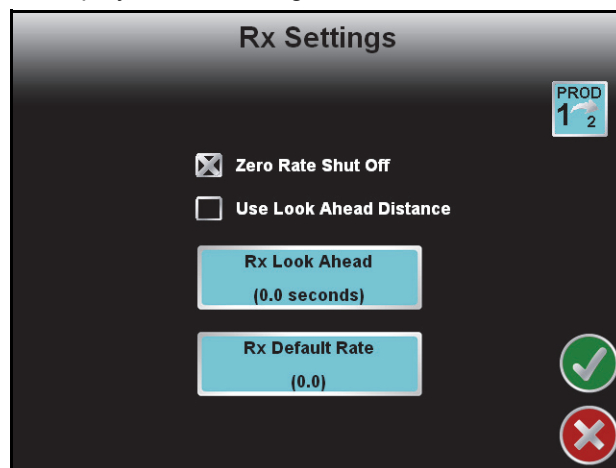 Rx Settings
PROD
1 2
Zero Rate Shut Off
Use Look Ahead Distance
Rx Look Ahead
(0.0 seconds)
Rx Default Rate
(0.0)